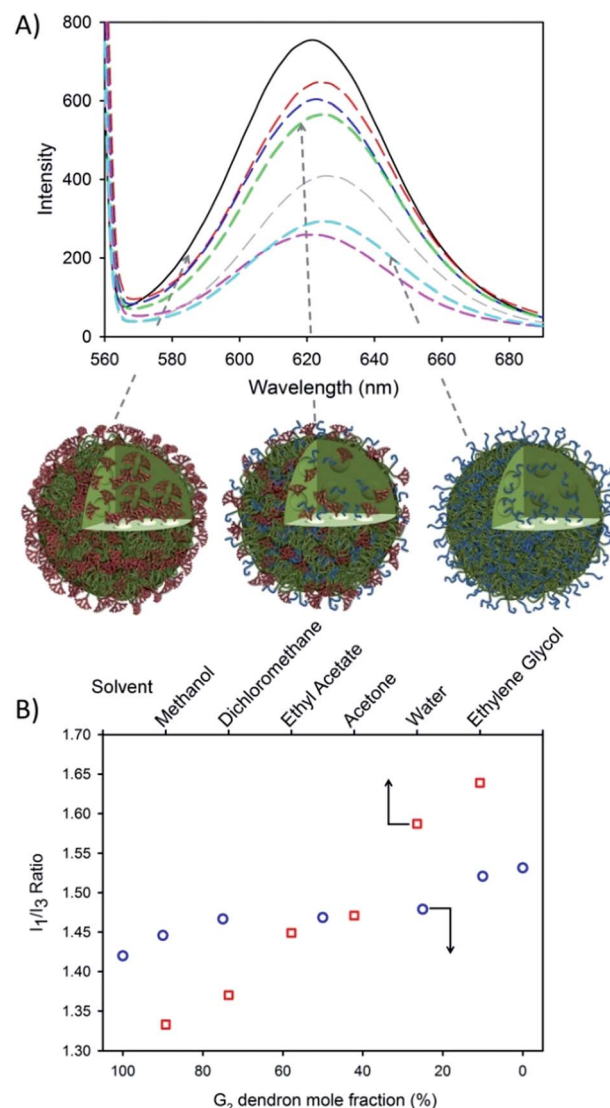 A)
800
600
400
200
0
Intensity
560 580 600 620 640 660 680
Wavelength (nm)
B)
Solvent
Methanol
Dichloromethane
Ethyl Acetate
Acetone
Water
Ethylene Glycol
1.70
1.65
1.60
1.55
1.50
1.45
1.40
1.35
1.30
I₁/I₃ Ratio
100 80 60 40 20 0
G₂ dendron mole fraction (%)